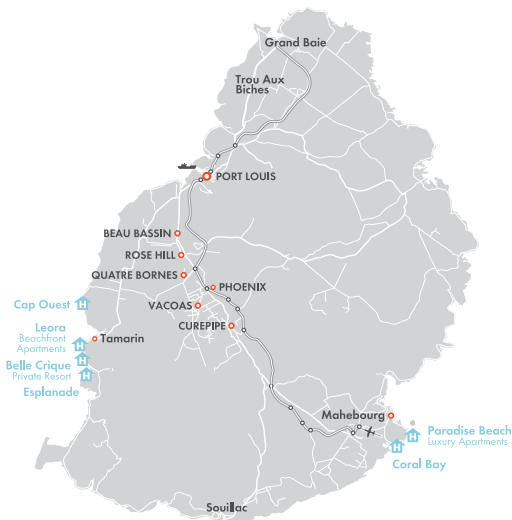 Grand Baie
Trou Aux
Biches
PORT LOUIS
BEAU BASSIN
ROSE HILL
QUATRE BORNES
PHOENIX
Cap Ouest
H
VACOAS
CUREPIPE
Leora
Beachfront
Apartments
H
Tamarin
Belle Crique
Private Resort
H
H
Esplanade
Mahebourg
Paradise Beach
Luxury Apartments
H
H
Coral Bay
Souillac